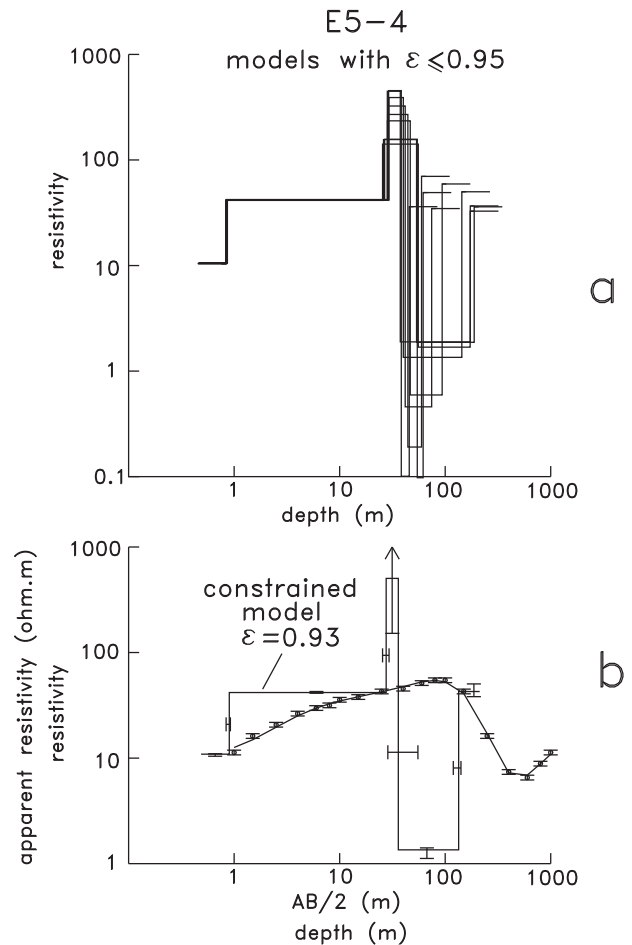 E5-4
models with ε ⩽0.95
1000
100
10
1
0.1
resistivity
1
10
100
1000
depth (m)
a
1000
100
10
1
apparent resistivity (ohm.m)
resistivity
constrained
model
ε=0.93
b
1
10
100
1000
AB/2 (m)
depth (m)